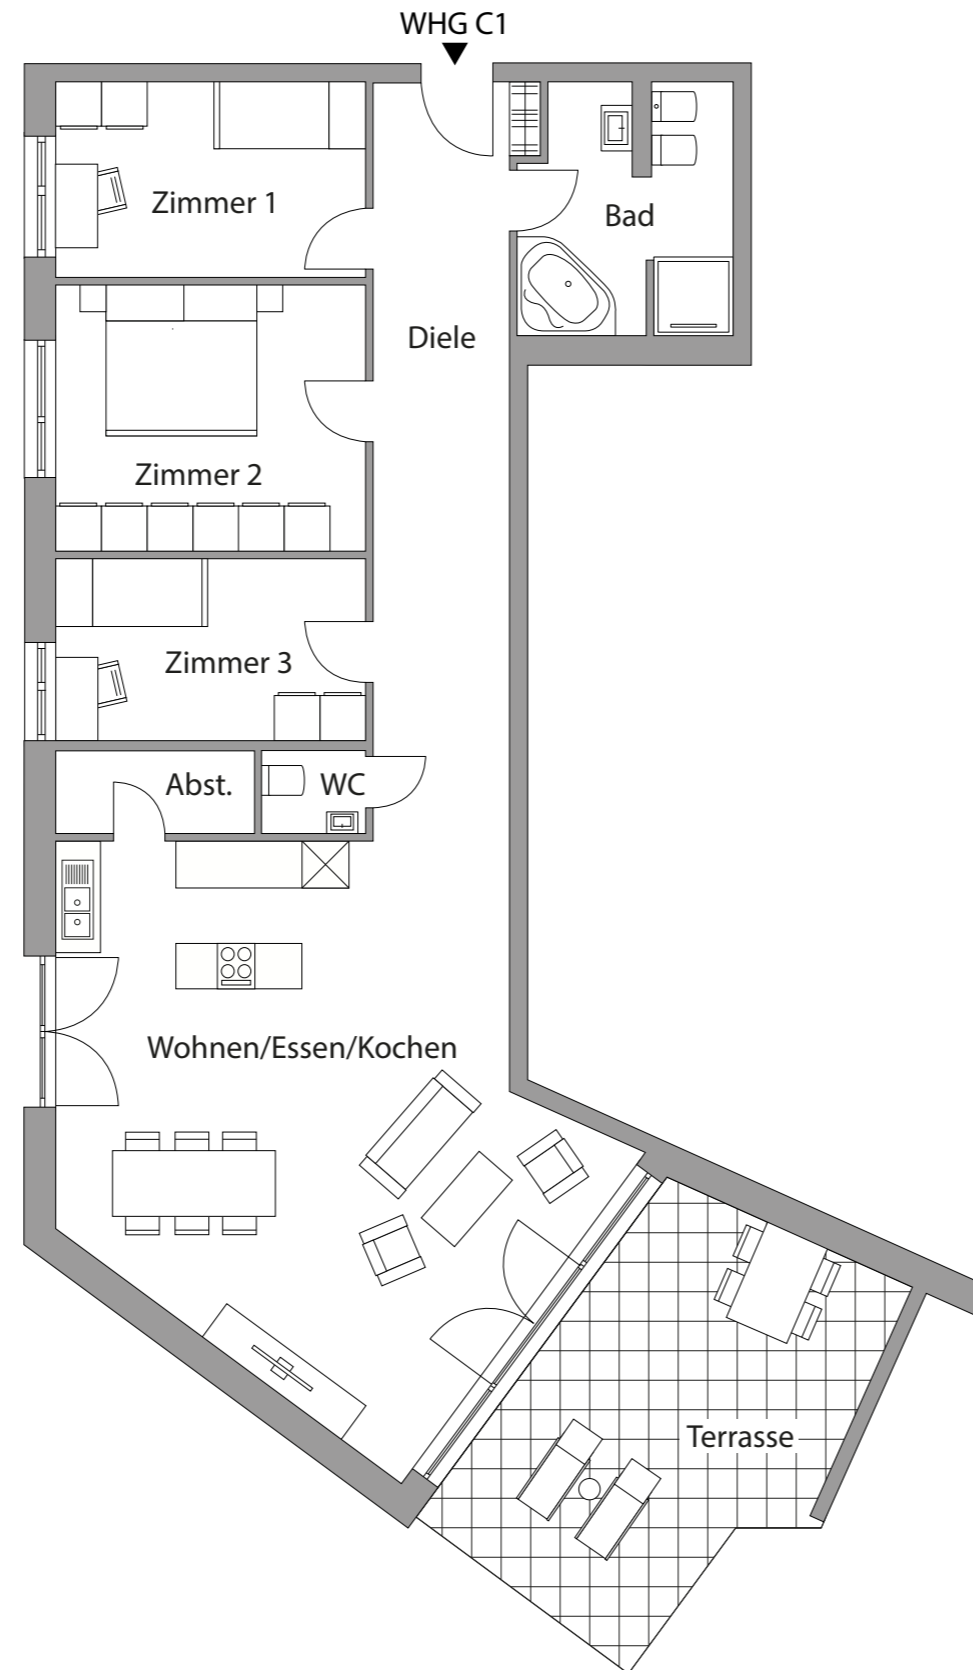 WHG C1
Zimmer 1
Bad
Diele
Zimmer 2
Zimmer 3
Abst.
WC
Wohnen/Essen/Kochen
Terrasse